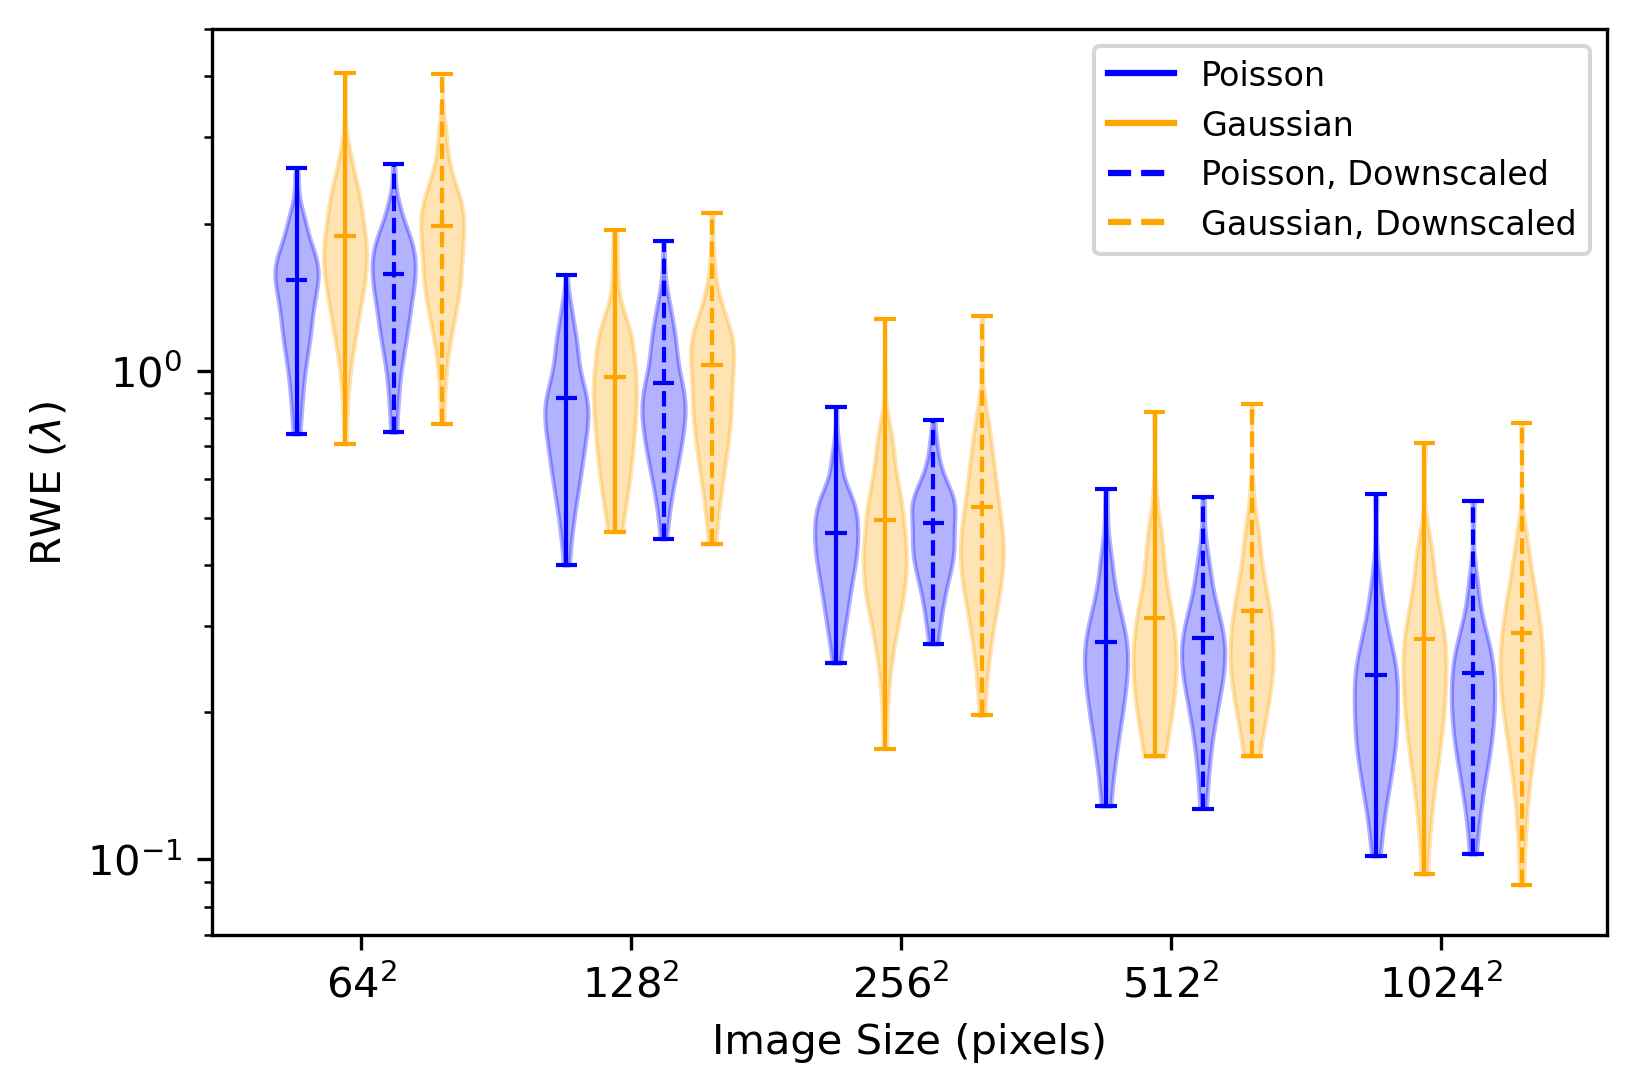 Poisson
Gaussian
Poisson, Downscaled
Gaussian, Downscaled
10⁰
10⁻¹
RWE (λ)
64² 128² 256² 512² 1024²
Image Size (pixels)